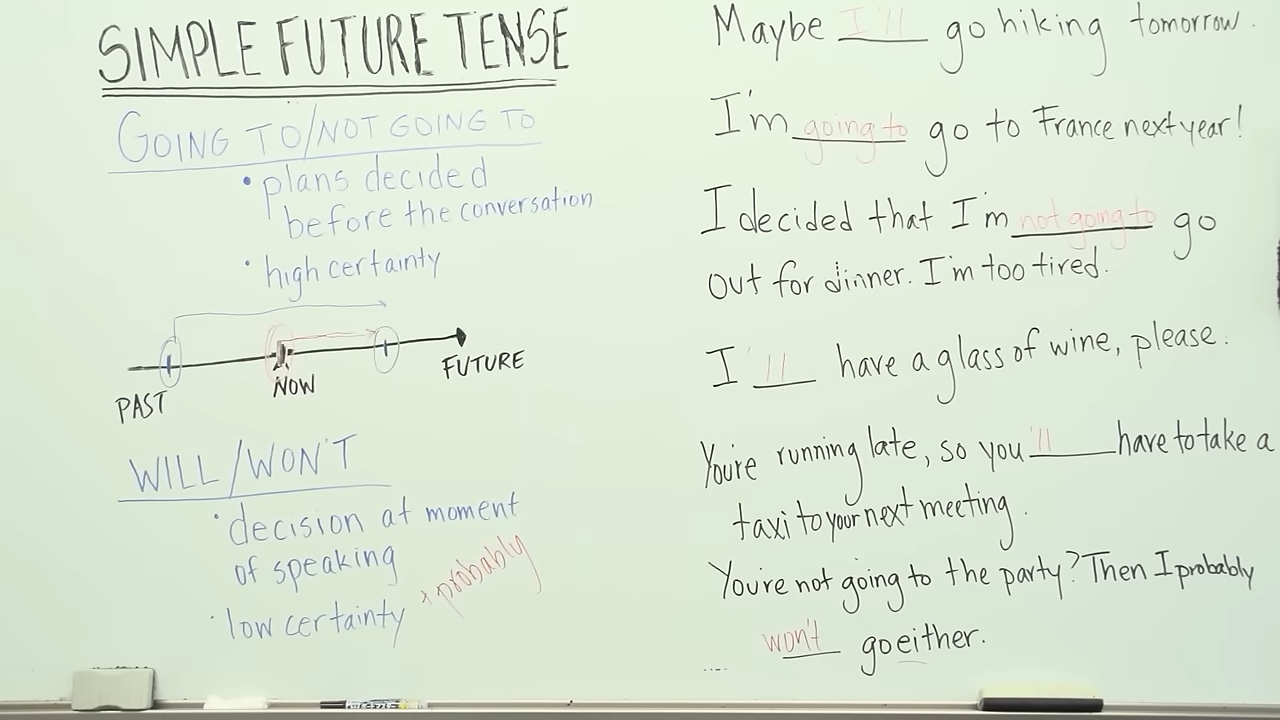 SIMPLE FUTURE TENSE
GOING TO/NOT GOING TO
• plans decided
before the conversation
• high certainty
PAST
NOW
FUTURE
WILL/WON'T
• decision at moment
of speaking
• low certainty
+ probably
Maybe I'll go hiking tomorrow.
I'm going to go to France next year!
I decided that I'm not going to go
out for dinner. I'm too tired.
I'll have a glass of wine, please.
You're running late, so you'll have to take a
taxi to your next meeting.
You're not going to the party? Then I probably
won't go either.